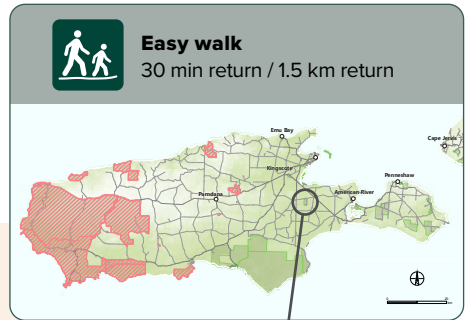 Easy walk
30 min return / 1.5 km return
Emu Bay
Cape Jervis
Kingscote
Penneshaw
Parndana
American River